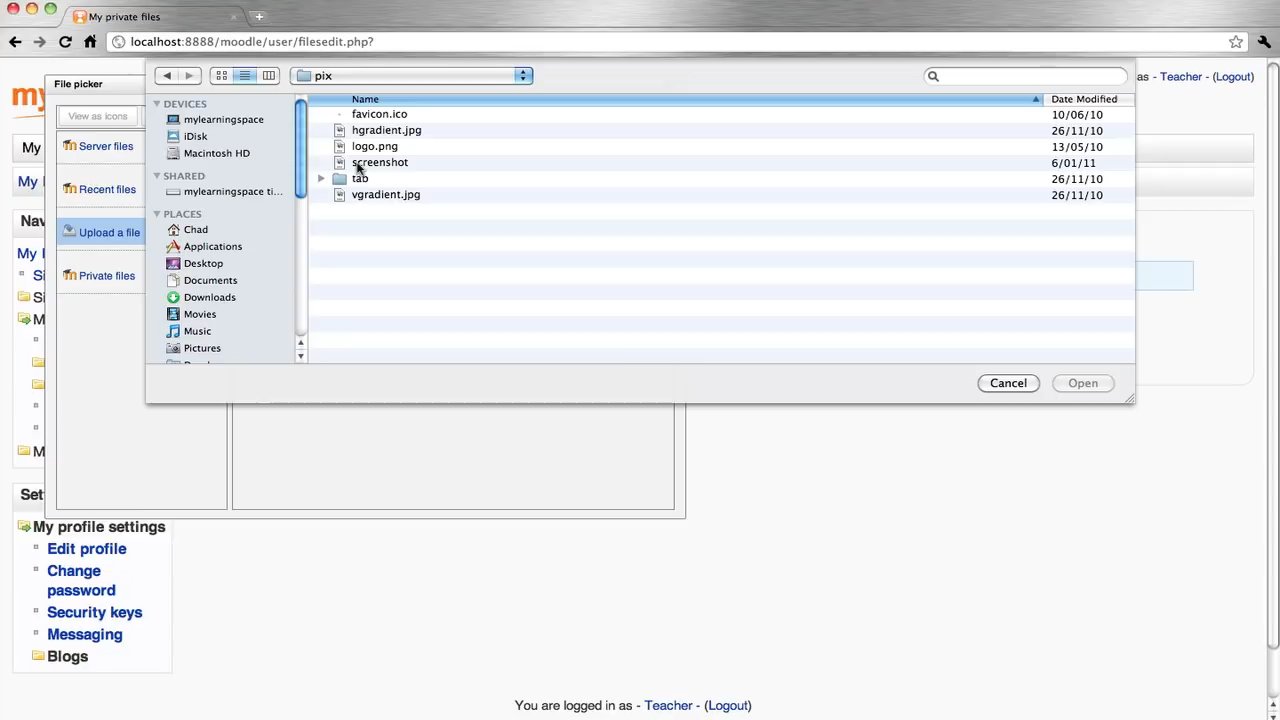 My private files
localhost:8888/moodle/user/filesedit.php?
my
as - Teacher - (Logout)
File picker
View as icons
Server files
Recent files
Upload a file
Private files
pix
DEVICES
mylearningspace
iDisk
Macintosh HD
SHARED
mylearningspace ti...
PLACES
Chad
Applications
Desktop
Documents
Downloads
Movies
Music
Pictures
Name Date Modified
favicon.ico 10/06/10
hgradient.jpg 26/11/10
logo.png 13/05/10
screenshot 6/01/11
tab 26/11/10
vgradient.jpg 26/11/10
Cancel Open
My
My
Nav
My
Si
Si
M
M
Set
My profile settings
Edit profile
Change
password
Security keys
Messaging
Blogs
You are logged in as - Teacher - (Logout)